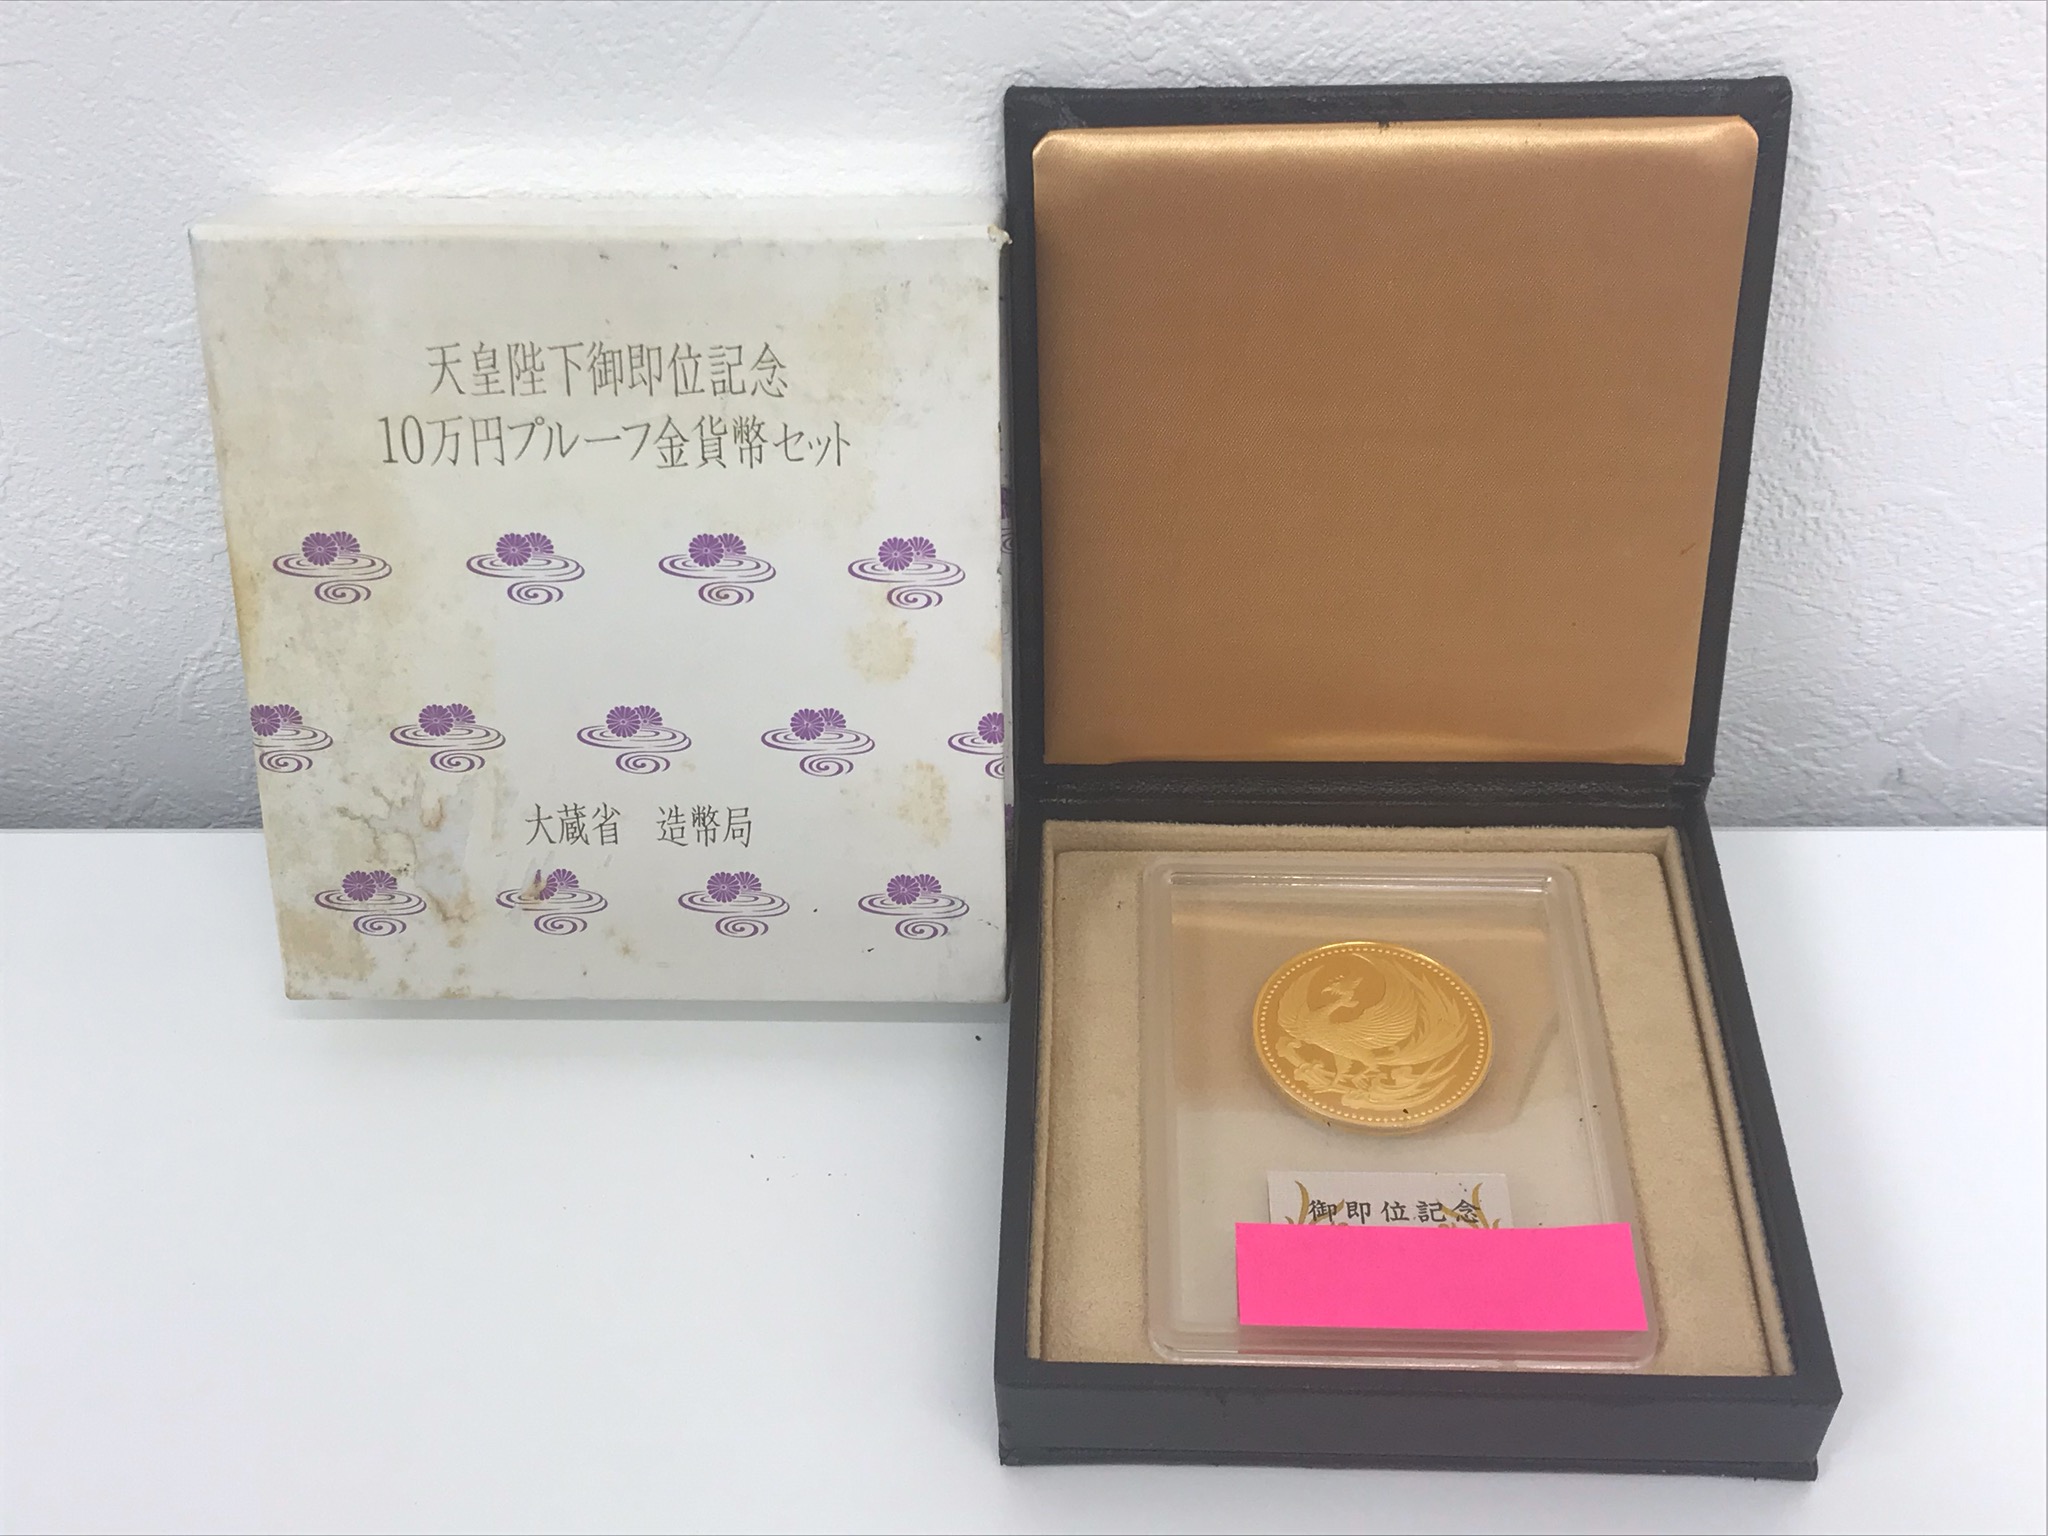 天皇陛下御即位記念
10万円プルーフ金貨幣セット
大蔵省　造幣局
御即位記念